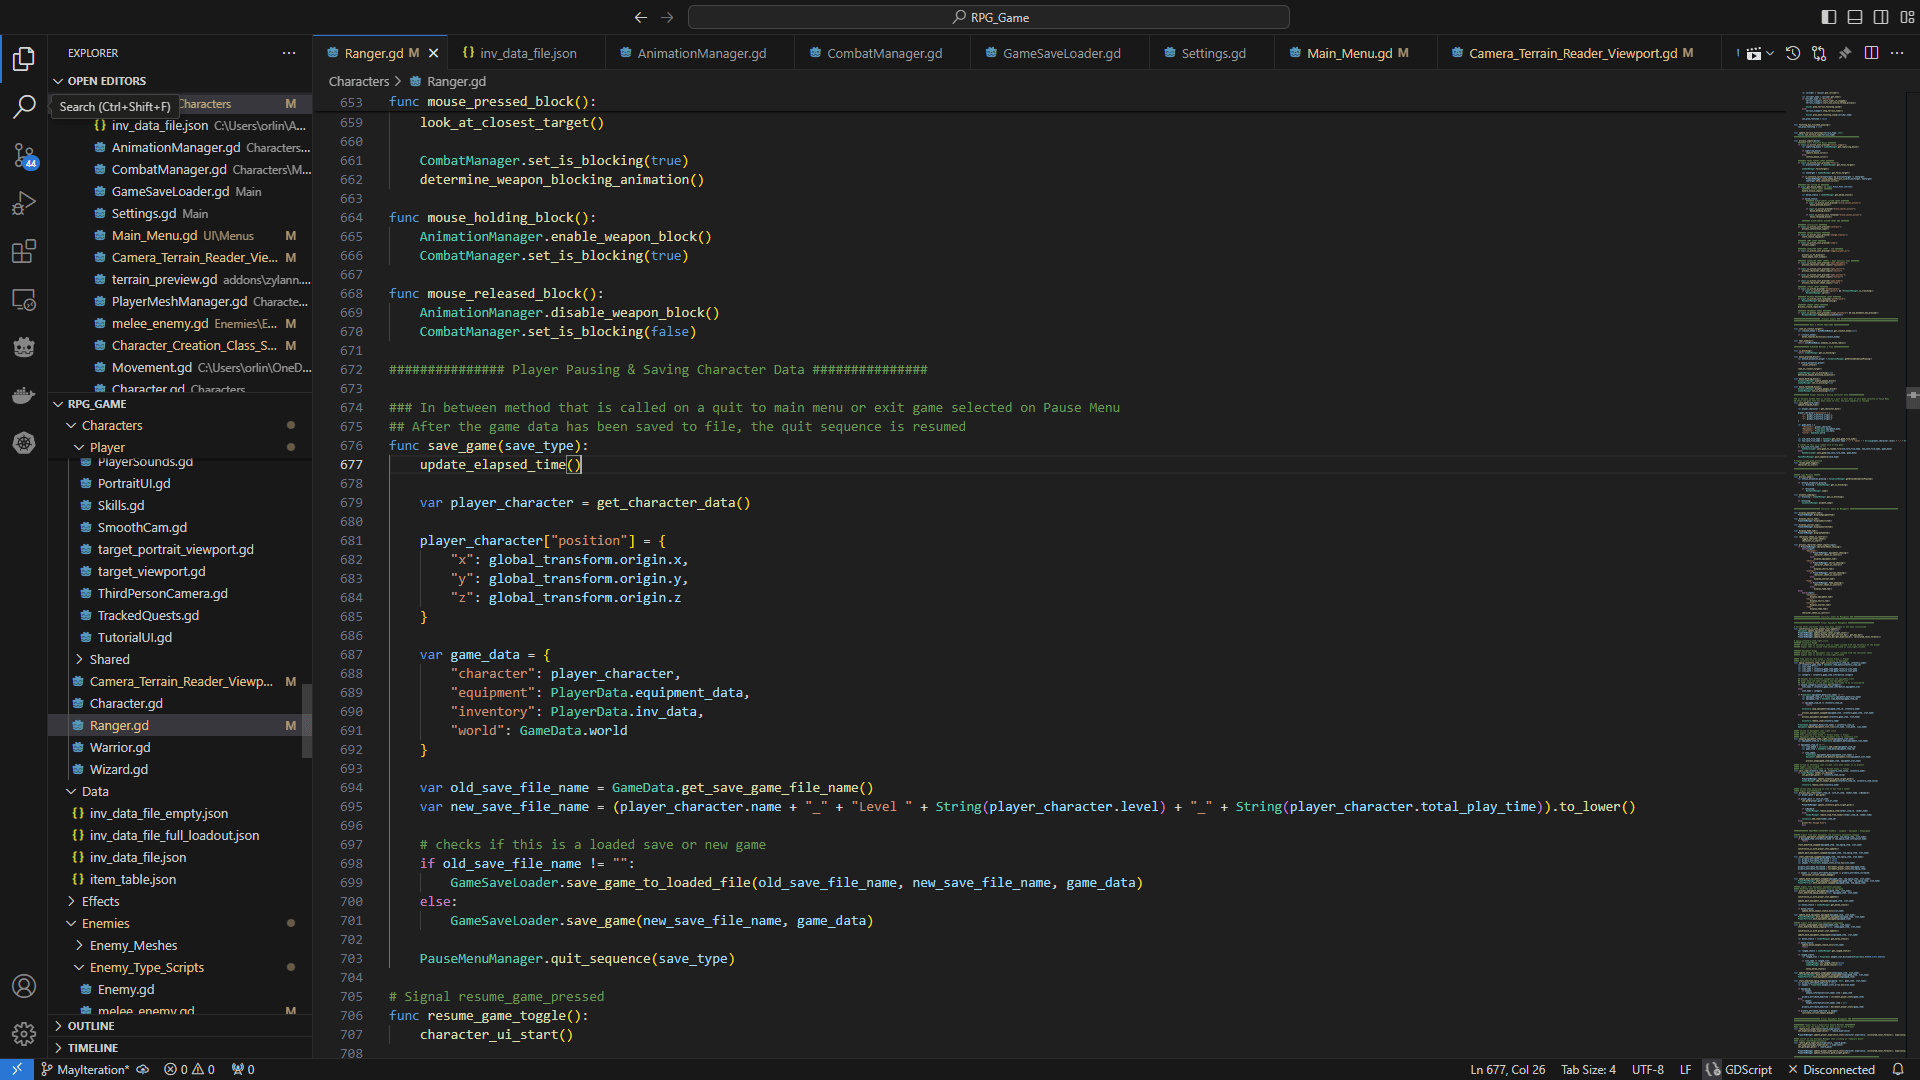 RPG_Game
EXPLORER
OPEN EDITORS
Search (Ctrl+Shift+F)
Characters M
inv_data_file.json C:\Users\orlin\A...
AnimationManager.gd Characters...
CombatManager.gd Characters\M...
GameSaveLoader.gd Main
Settings.gd Main
Main_Menu.gd UI\Menus M
Camera_Terrain_Reader_Vie... M
terrain_preview.gd addons\zylann....
PlayerMeshManager.gd Characte...
melee_enemy.gd Enemies\E... M
Character_Creation_Class_S... M
Movement.gd C:\Users\orlin\OneD...
Character.gd Characters
RPG_GAME
Characters
Player
PlayerSounds.gd
PortraitUI.gd
Skills.gd
SmoothCam.gd
target_portrait_viewport.gd
target_viewport.gd
ThirdPersonCamera.gd
TrackedQuests.gd
TutorialUI.gd
Shared
Camera_Terrain_Reader_Viewp... M
Character.gd
Ranger.gd M
Warrior.gd
Wizard.gd
Data
inv_data_file_empty.json
inv_data_file_full_loadout.json
inv_data_file.json
item_table.json
Effects
Enemies
Enemy_Meshes
Enemy_Type_Scripts
Enemy.gd
melee_enemy.gd M
OUTLINE
TIMELINE
44
Ranger.gd M
inv_data_file.json
AnimationManager.gd
CombatManager.gd
GameSaveLoader.gd
Settings.gd
Main_Menu.gd M
Camera_Terrain_Reader_Viewport.gd M
Characters > Ranger.gd
653 func mouse_pressed_block():
659 look_at_closest_target()
660
661 CombatManager.set_is_blocking(true)
662 determine_weapon_blocking_animation()
663
664 func mouse_holding_block():
665 AnimationManager.enable_weapon_block()
666 CombatManager.set_is_blocking(true)
667
668 func mouse_released_block():
669 AnimationManager.disable_weapon_block()
670 CombatManager.set_is_blocking(false)
671
672 ############### Player Pausing & Saving Character Data ###############
673
674 ### In between method that is called on a quit to main menu or exit game selected on Pause Menu
675 ## After the game data has been saved to file, the quit sequence is resumed
676 func save_game(save_type):
677 update_elapsed_time()
678
679 var player_character = get_character_data()
680
681 player_character["position"] = {
682 "x": global_transform.origin.x,
683 "y": global_transform.origin.y,
684 "z": global_transform.origin.z
685 }
686
687 var game_data = {
688 "character": player_character,
689 "equipment": PlayerData.equipment_data,
690 "inventory": PlayerData.inv_data,
691 "world": GameData.world
692 }
693
694 var old_save_file_name = GameData.get_save_game_file_name()
695 var new_save_file_name = (player_character.name + "_" + "Level " + String(player_character.level) + "_" + String(player_character.total_play_time)).to_lower()
696
697 # checks if this is a loaded save or new game
698 if old_save_file_name != "":
699 GameSaveLoader.save_game_to_loaded_file(old_save_file_name, new_save_file_name, game_data)
700 else:
701 GameSaveLoader.save_game(new_save_file_name, game_data)
702
703 PauseMenuManager.quit_sequence(save_type)
704
705 # Signal resume_game_pressed
706 func resume_game_toggle():
707 character_ui_start()
708
MayIteration* 0 0 0
Ln 677, Col 26 Tab Size: 4 UTF-8 LF GDScript Disconnected